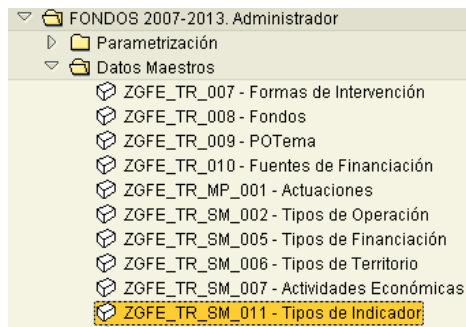 FONDOS 2007-2013. Administrador
Parametrización
Datos Maestros
ZGFE_TR_007 - Formas de Intervención
ZGFE_TR_008 - Fondos
ZGFE_TR_009 - POTema
ZGFE_TR_010 - Fuentes de Financiación
ZGFE_TR_MP_001 - Actuaciones
ZGFE_TR_SM_002 - Tipos de Operación
ZGFE_TR_SM_005 - Tipos de Financiación
ZGFE_TR_SM_006 - Tipos de Territorio
ZGFE_TR_SM_007 - Actividades Económicas
ZGFE_TR_SM_011 - Tipos de Indicador